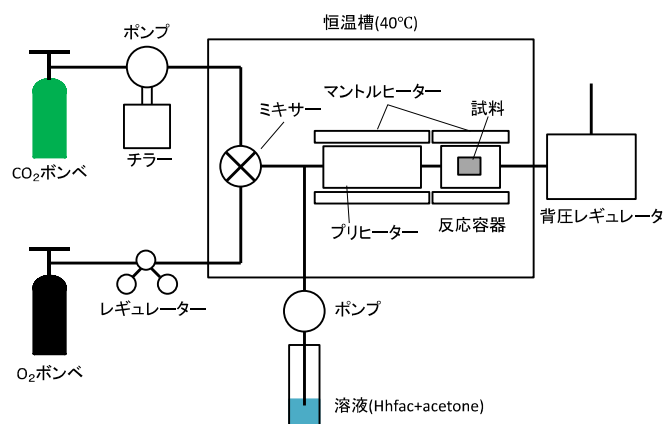 恒温槽(40℃)
ポンプ
マントルヒーター
試料
ミキサー
チラー
CO₂ボンベ
プリヒーター
反応容器
背圧レギュレータ
レギュレーター
ポンプ
O₂ボンベ
溶液(Hhfac+acetone)